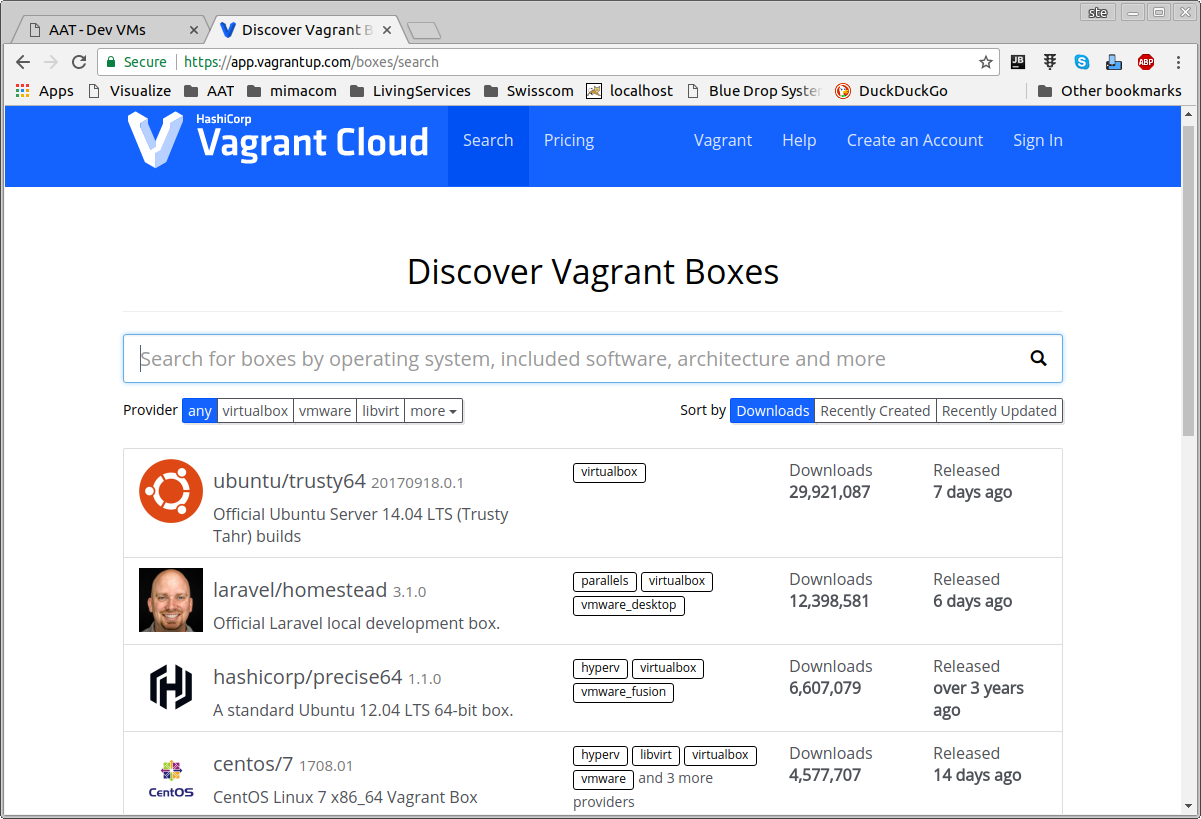 ste
AAT - Dev VMs
Discover Vagrant B
Secure
https://app.vagrantup.com/boxes/search
JB
ABP
Apps
Visualize
AAT
mimacom
LivingServices
Swisscom
localhost
Blue Drop Syste
DuckDuckGo
Other bookmarks
HashiCorp
Vagrant Cloud
Search
Pricing
Vagrant
Help
Create an Account
Sign In
Discover Vagrant Boxes
Search for boxes by operating system, included software, architecture and more
Provider any virtualbox vmware libvirt more
Sort by Downloads Recently Created Recently Updated
ubuntu/trusty64 20170918.0.1
Official Ubuntu Server 14.04 LTS (Trusty
Tahr) builds
virtualbox
Downloads
29,921,087
Released
7 days ago
laravel/homestead 3.1.0
Official Laravel local development box.
parallels virtualbox
vmware_desktop
Downloads
12,398,581
Released
6 days ago
hashicorp/precise64 1.1.0
A standard Ubuntu 12.04 LTS 64-bit box.
hyperv virtualbox
vmware_fusion
Downloads
6,607,079
Released
over 3 years
ago
CentOS
centos/7 1708.01
CentOS Linux 7 x86_64 Vagrant Box
hyperv libvirt virtualbox
vmware and 3 more
providers
Downloads
4,577,707
Released
14 days ago